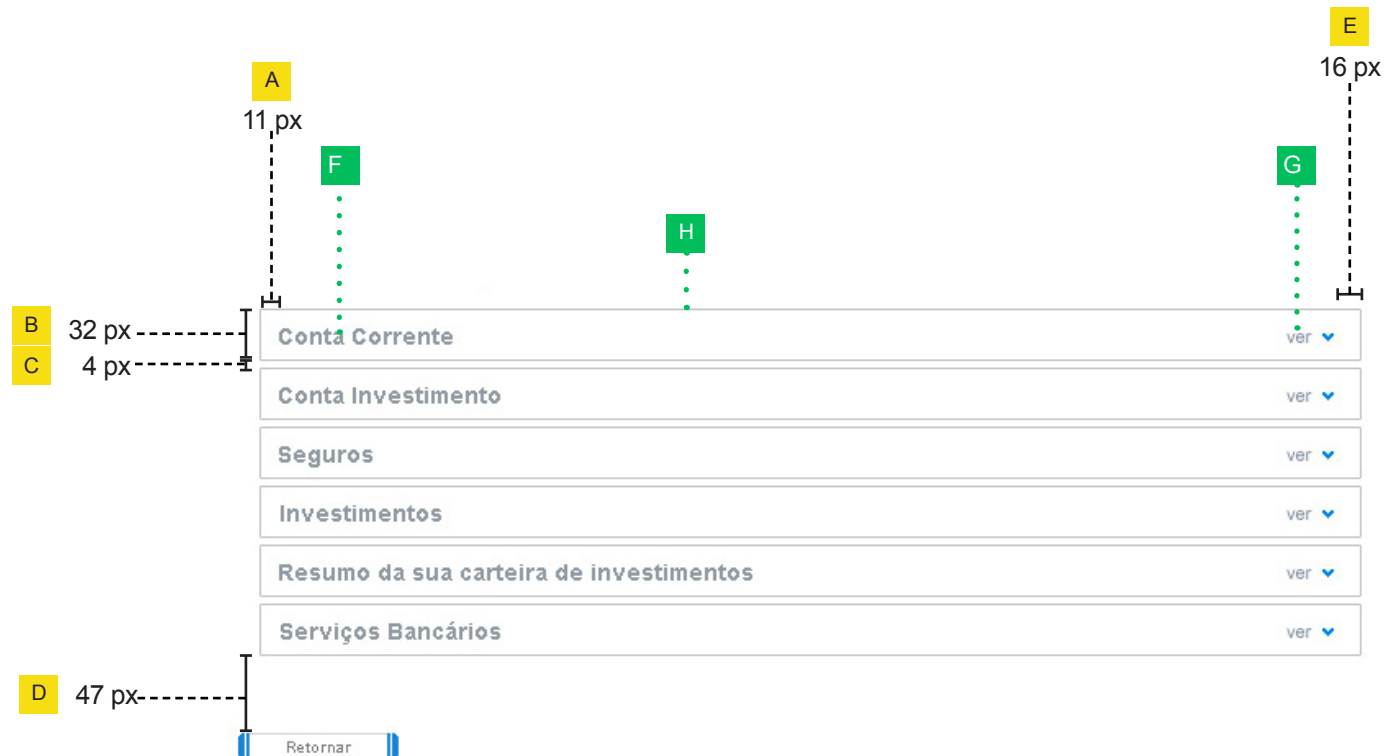 E
16 px
A
11 px
F
G
H
B 32 px
C 4 px
Conta Corrente ver
Conta Investimento ver
Seguros ver
Investimentos ver
Resumo da sua carteira de investimentos ver
Serviços Bancários ver
D 47 px
Retornar